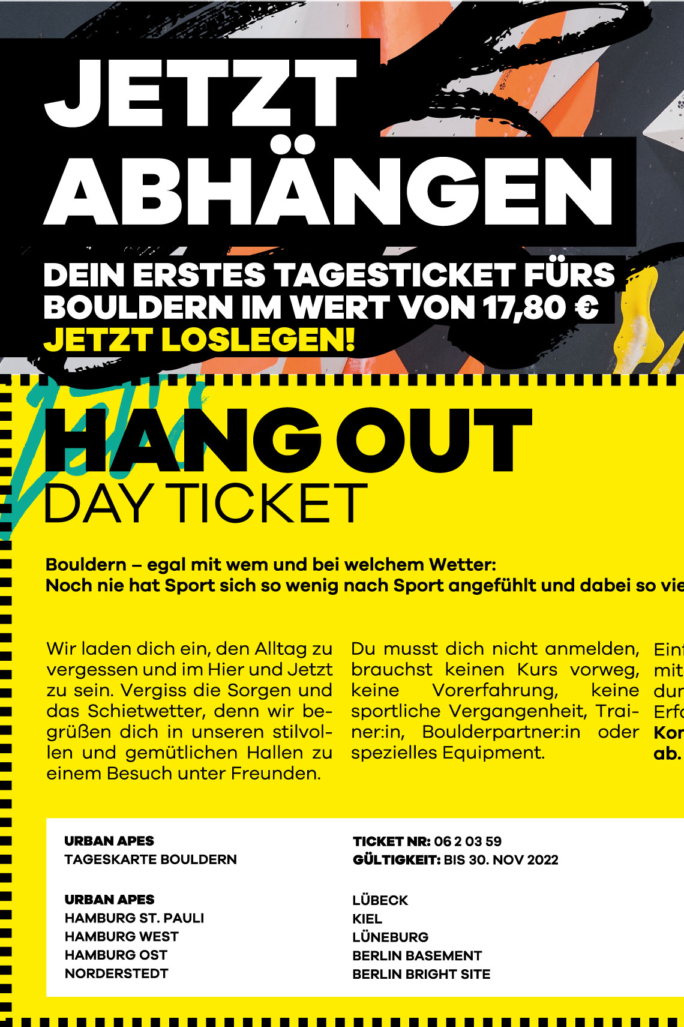 JETZT
ABHÄNGEN
DEIN ERSTES TAGESTICKET FÜRS
BOULDERN IM WERT VON 17,80 €
JETZT LOSLEGEN!
Let's
HANG OUT
DAY TICKET
Bouldern – egal mit wem und bei welchem Wetter:
Noch nie hat Sport sich so wenig nach Sport angefühlt und dabei so vie
Wir laden dich ein, den Alltag zu
vergessen und im Hier und Jetzt
zu sein. Vergiss die Sorgen und
das Schietwetter, denn wir be-
grüßen dich in unseren stilvol-
len und gemütlichen Hallen zu
einem Besuch unter Freunden.
Du musst dich nicht anmelden,
brauchst keinen Kurs vorweg,
keine Vorerfahrung, keine
sportliche Vergangenheit, Trai-
ner:in, Boulderpartner:in oder
spezielles Equipment.
mit
ab.
URBAN APES
TAGESKARTE BOULDERN
TICKET NR: 06 2 03 59
GÜLTIGKEIT: BIS 30. NOV 2022
URBAN APES
HAMBURG ST. PAULI
HAMBURG WEST
HAMBURG OST
NORDERSTEDT
LÜBECK
KIEL
LÜNEBURG
BERLIN BASEMENT
BERLIN BRIGHT SITE